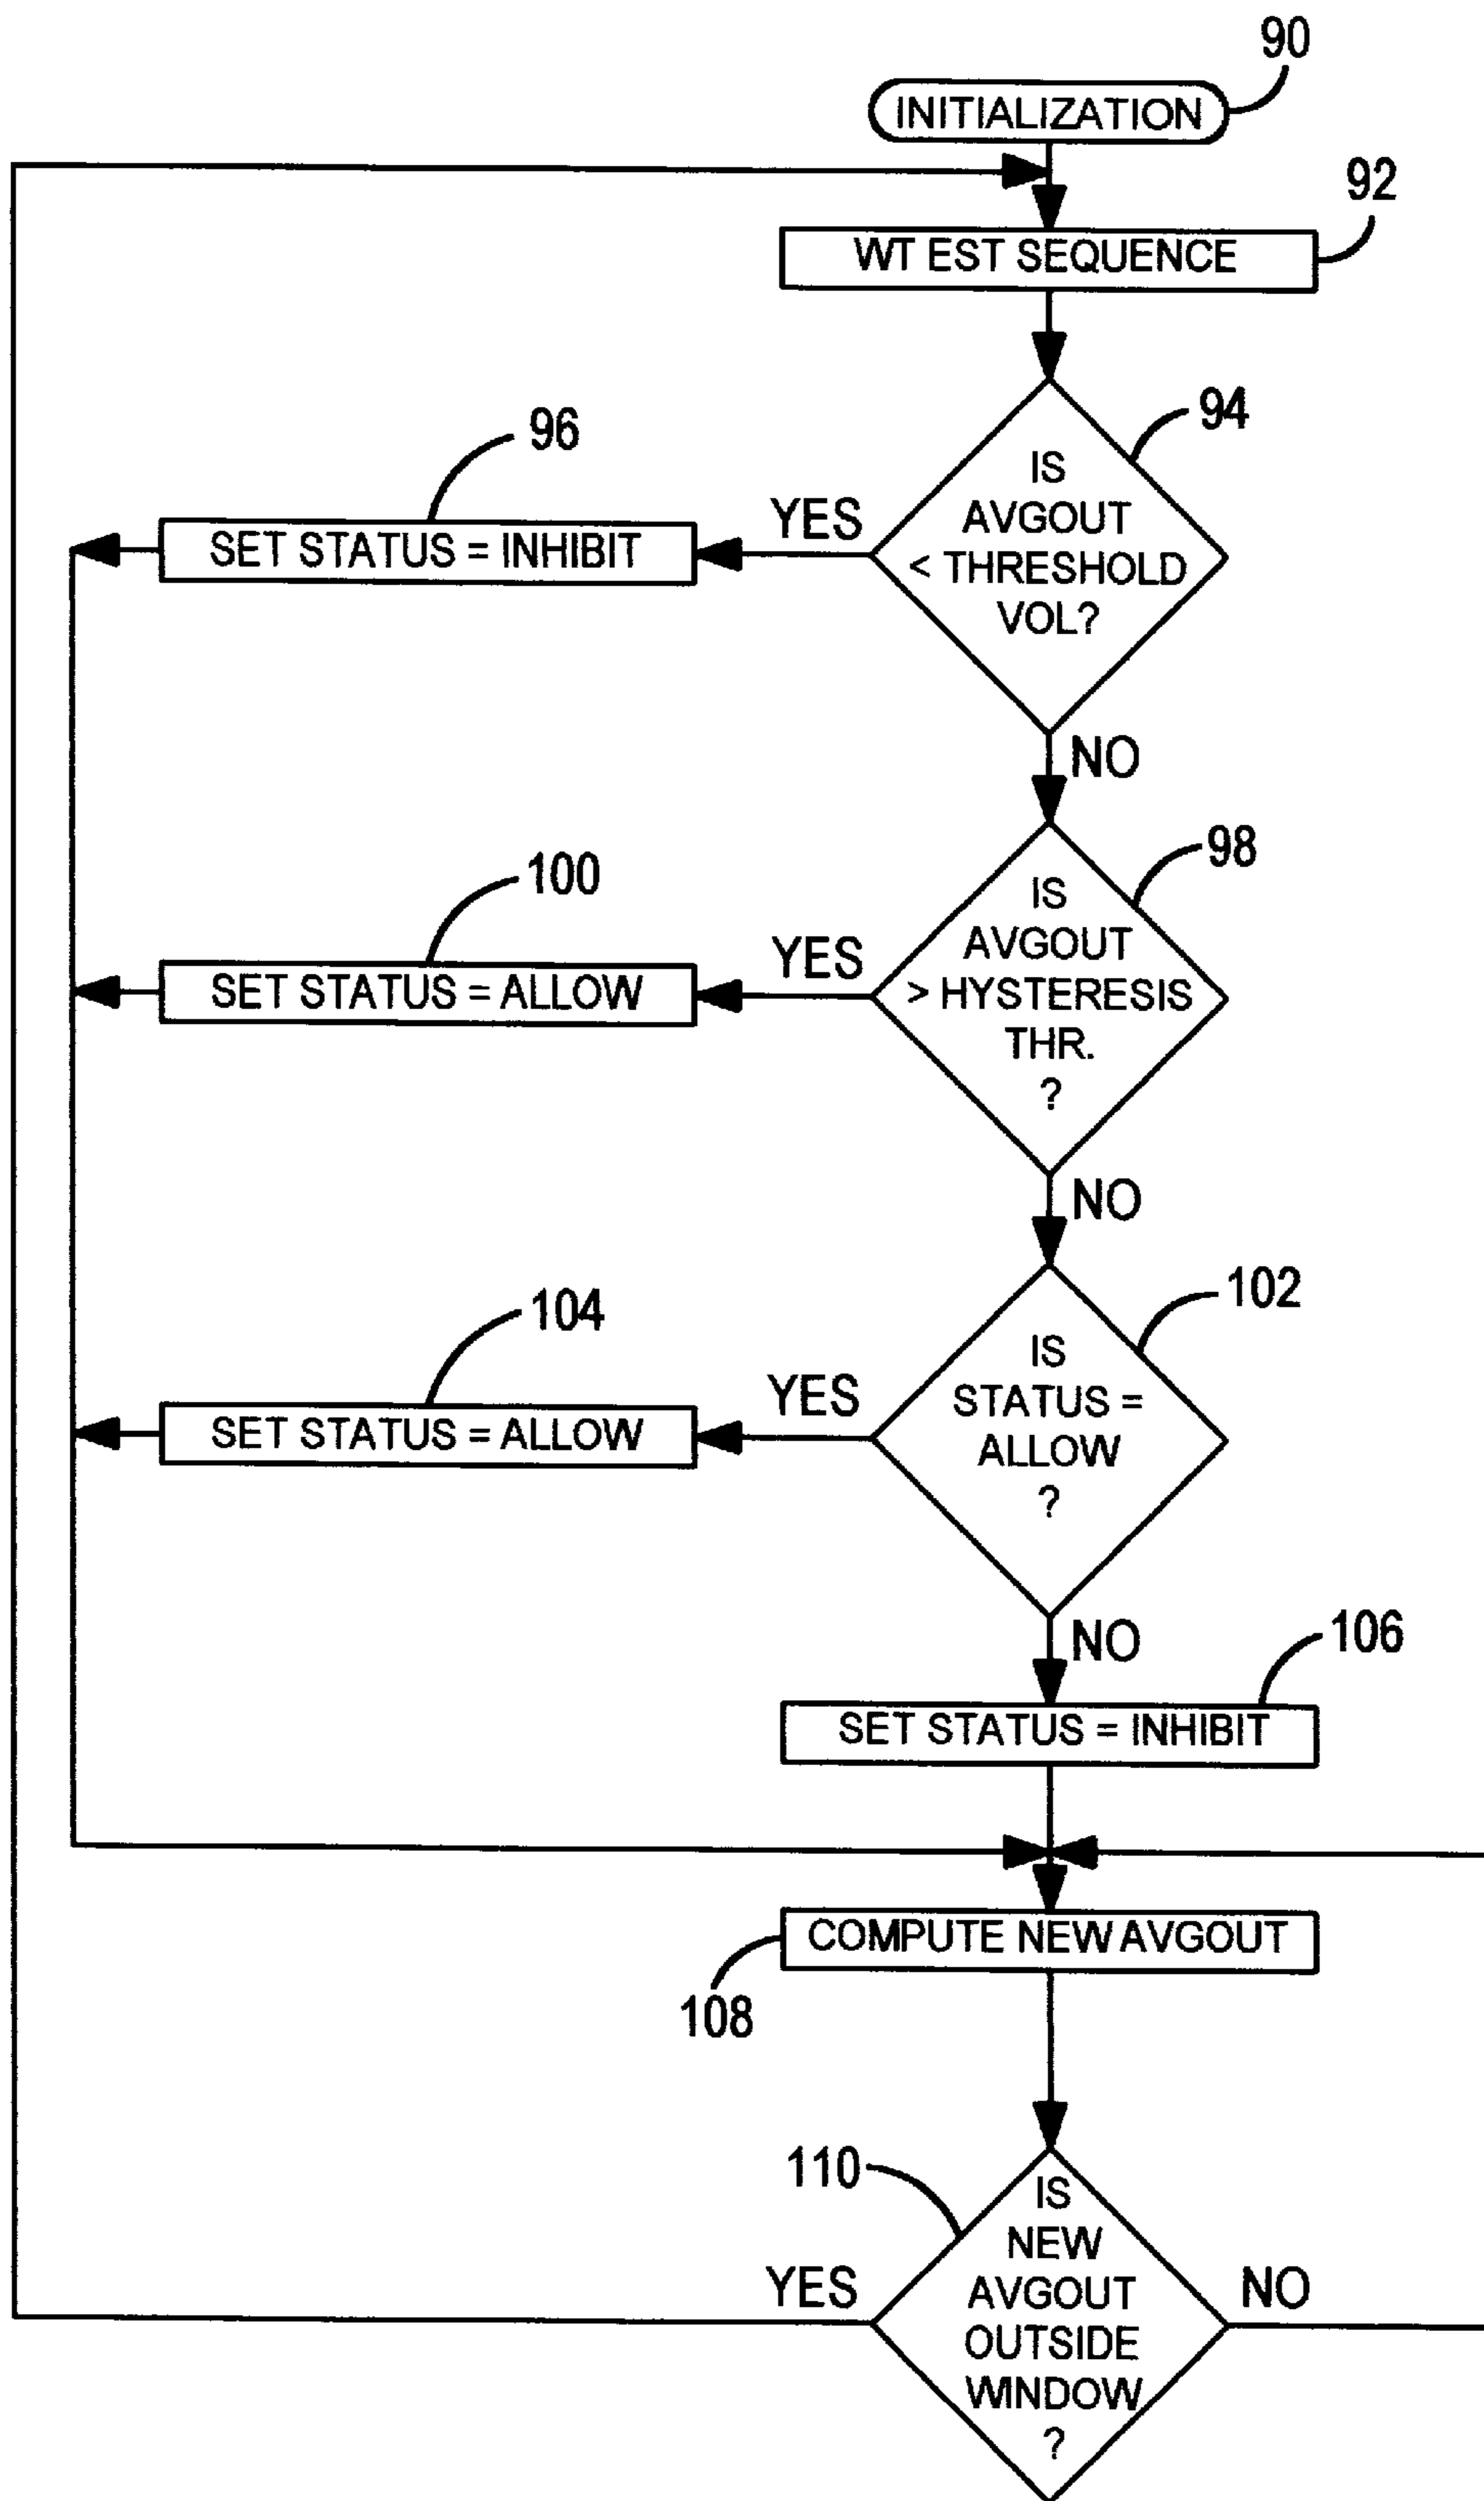 90
INITIALIZATION
92
WT EST SEQUENCE
94
IS
AVGOUT
< THRESHOLD
VOL?
YES
96
SET STATUS = INHIBIT
NO
98
IS
AVGOUT
> HYSTERESIS
THR.
?
YES
100
SET STATUS = ALLOW
NO
102
IS
STATUS =
ALLOW
?
YES
104
SET STATUS = ALLOW
NO
106
SET STATUS = INHIBIT
COMPUTE NEW AVGOUT
108
110
IS
NEW
AVGOUT
OUTSIDE
WINDOW
?
YES
NO